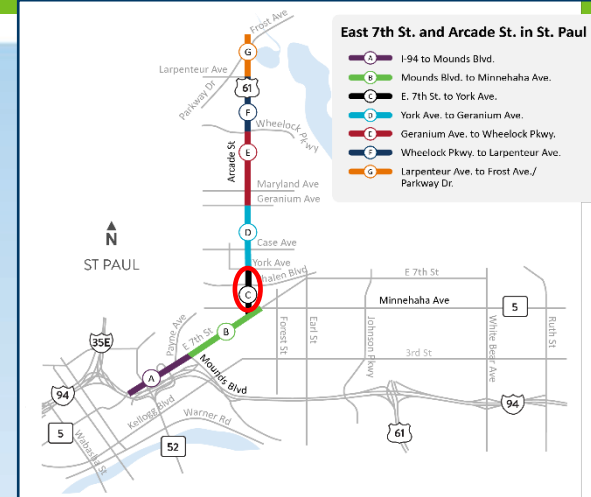 East 7th St. and Arcade St. in St. Paul
A I-94 to Mounds Blvd.
B Mounds Blvd. to Minnehaha Ave.
C E. 7th St. to York Ave.
D York Ave. to Geranium Ave.
E Geranium Ave. to Wheelock Pkwy.
F Wheelock Pkwy. to Larpenteur Ave.
G Larpenteur Ave. to Frost Ave./
Parkway Dr.
Frost Ave
G
Larpenteur Ave
Parkway Dr
61
F
Wheelock Pkwy
Arcade St
E
Maryland Ave
Geranium Ave
N
ST PAUL
D
Case Ave
York Ave
halen Blvd
E 7th St
C
Minnehaha Ave
5
Payne Ave
E 7th St
B
Forest St
Earl St
Johnson Pkwy
White Bear Ave
Ruth St
35E
3rd St
A
Mounds Blvd
94
Kellogg Blvd
Warner Rd
94
61
5
Wabasha St
52